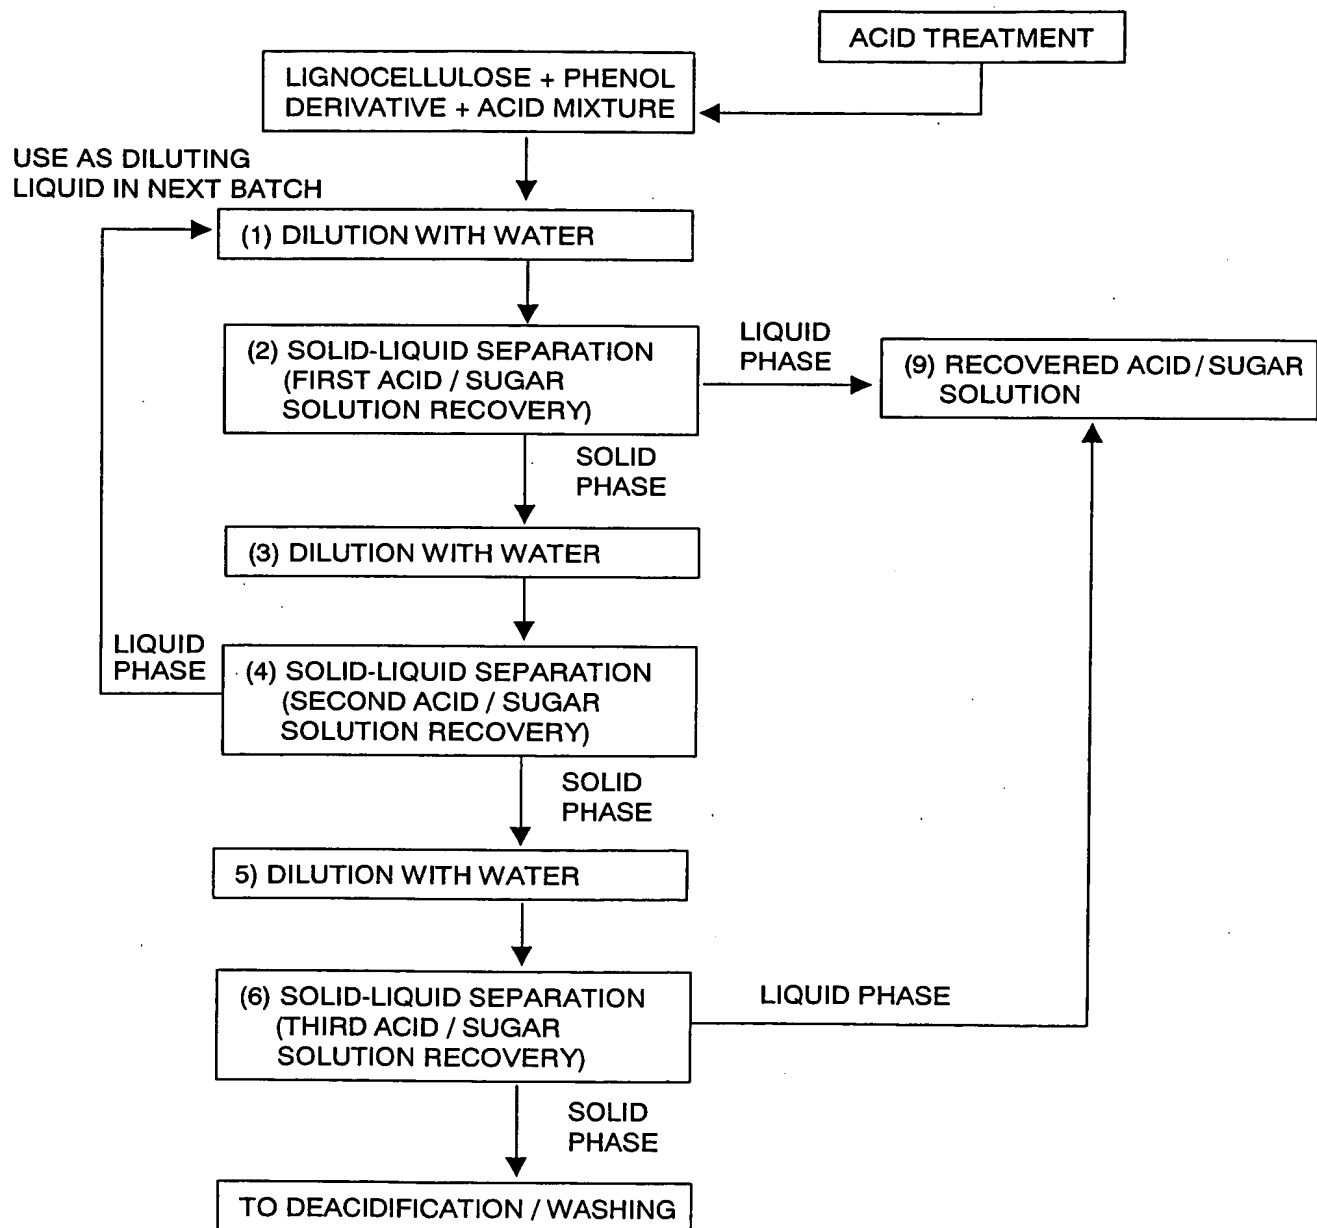 ACID TREATMENT
LIGNOCELLULOSE + PHENOL
DERIVATIVE + ACID MIXTURE
USE AS DILUTING
LIQUID IN NEXT BATCH
(1) DILUTION WITH WATER
(2) SOLID-LIQUID SEPARATION
(FIRST ACID / SUGAR
SOLUTION RECOVERY)
LIQUID
PHASE
(9) RECOVERED ACID / SUGAR
SOLUTION
SOLID
PHASE
(3) DILUTION WITH WATER
LIQUID
PHASE
(4) SOLID-LIQUID SEPARATION
(SECOND ACID / SUGAR
SOLUTION RECOVERY)
SOLID
PHASE
5) DILUTION WITH WATER
(6) SOLID-LIQUID SEPARATION
(THIRD ACID / SUGAR
SOLUTION RECOVERY)
LIQUID PHASE
SOLID
PHASE
TO DEACIDIFICATION / WASHING